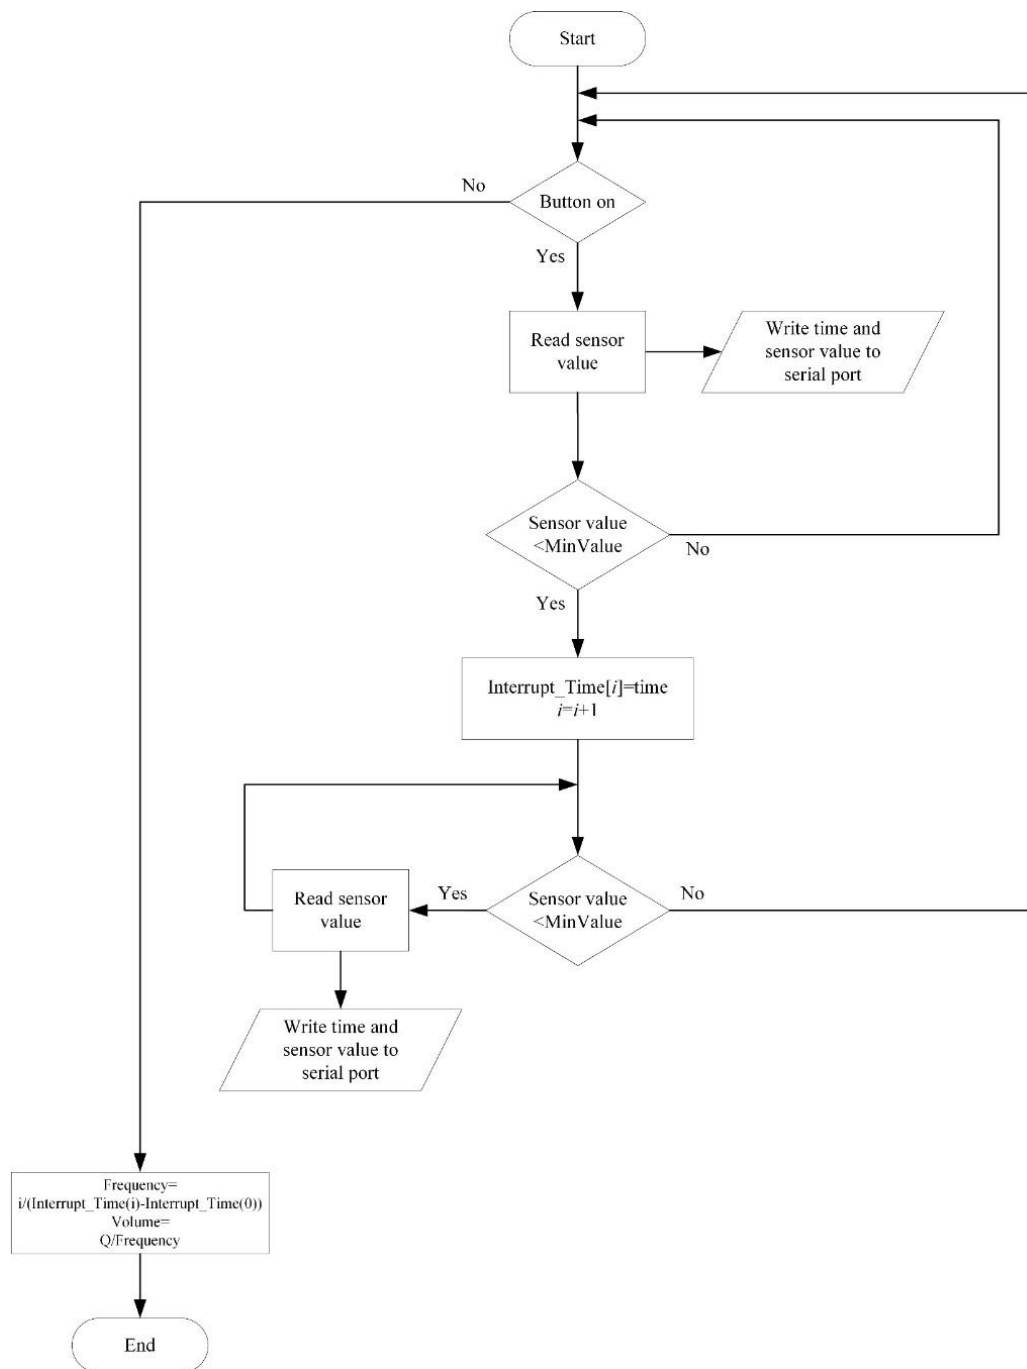 Start
No
Button on
Yes
Read sensor
value
Write time and
sensor value to
serial port
Sensor value
<MinValue
No
Yes
Interrupt_Time[i]=time
i=i+1
Read sensor
value
Yes
Sensor value
<MinValue
No
Write time and
sensor value to
serial port
Frequency=
i/(Interrupt_Time(i)-Interrupt_Time(0))
Volume=
Q/Frequency
End